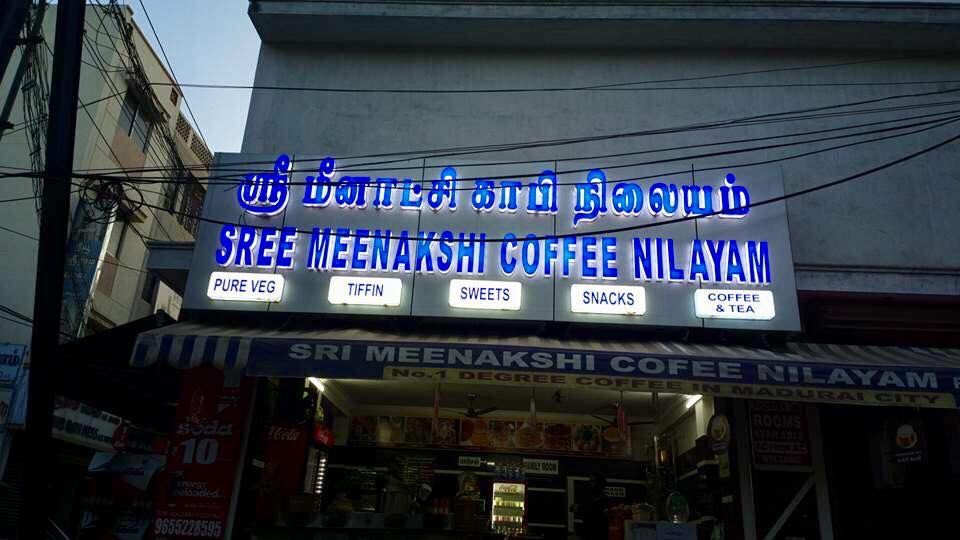 ஸ்ரீ மீனாட்சி காபி நிலையம்
SREE MEENAKSHI COFFEE NILAYAM
PURE VEG
TIFFIN
SWEETS
SNACKS
COFFEE
& TEA
SRI MEENAKSHI COFEE NILAYAM
No.1 DEGREE COFFEE IN MADURAI CITY
soda
10
9655228595
FAMILY ROOM
ROOMS
AVAILABLE